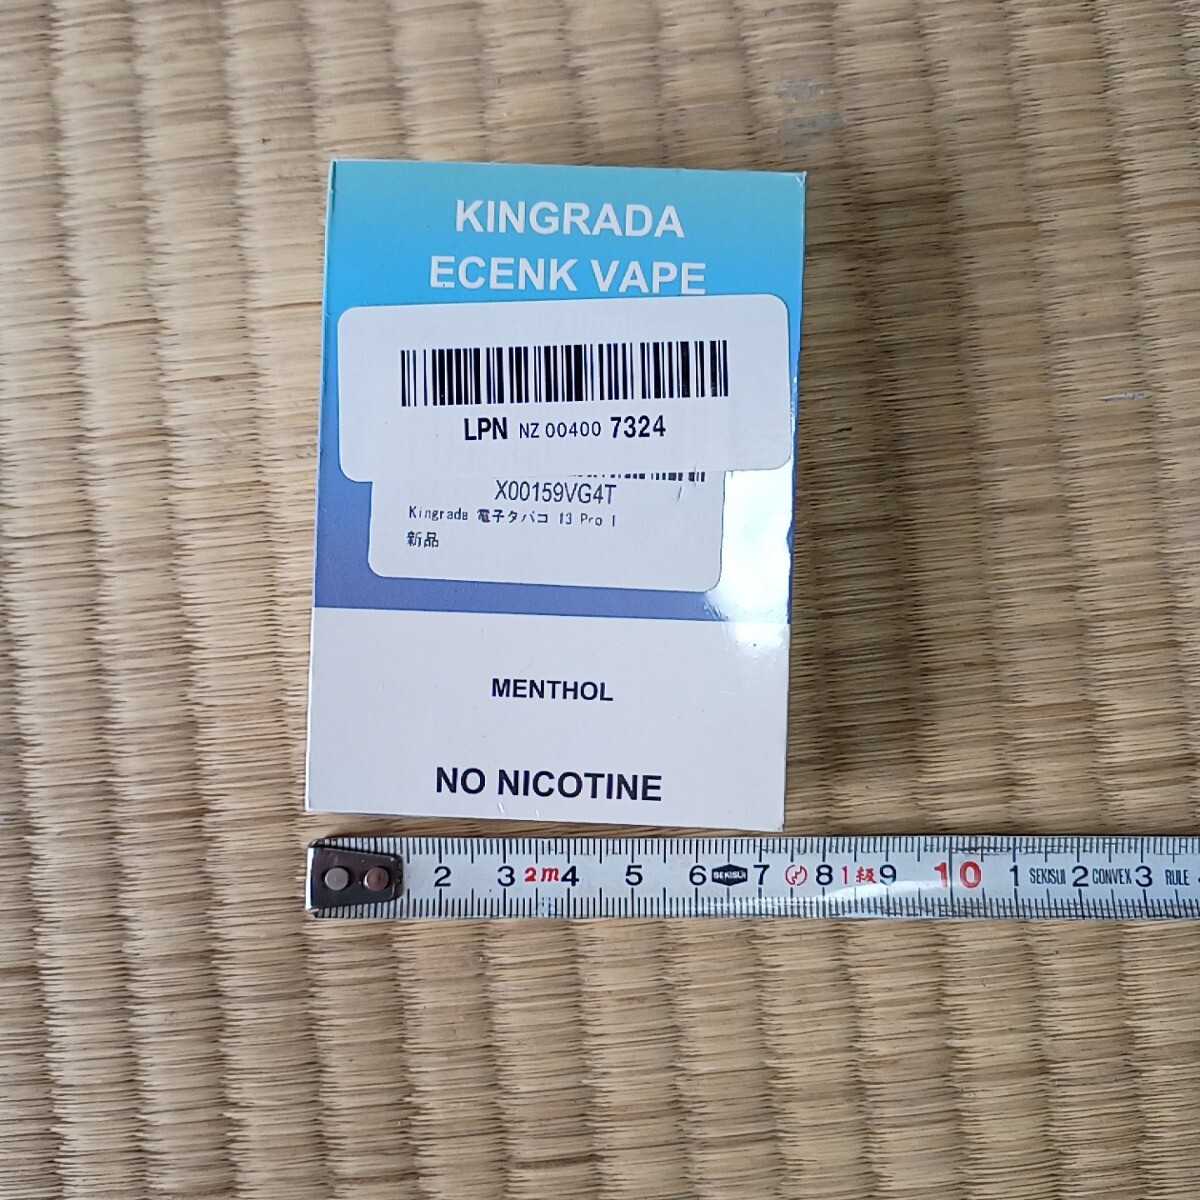 KINGRADA
ECENK VAPE
LPN NZ 00400 7324
X00159VG4T
Kingrada 電子タバコ 13 Pro I
新品
MENTHOL
NO NICOTINE
2 3 2m 4 5 6 SEKISUI 7 8 1級 9 10 1 SEKISUI 2 CONVEX 3 RULE